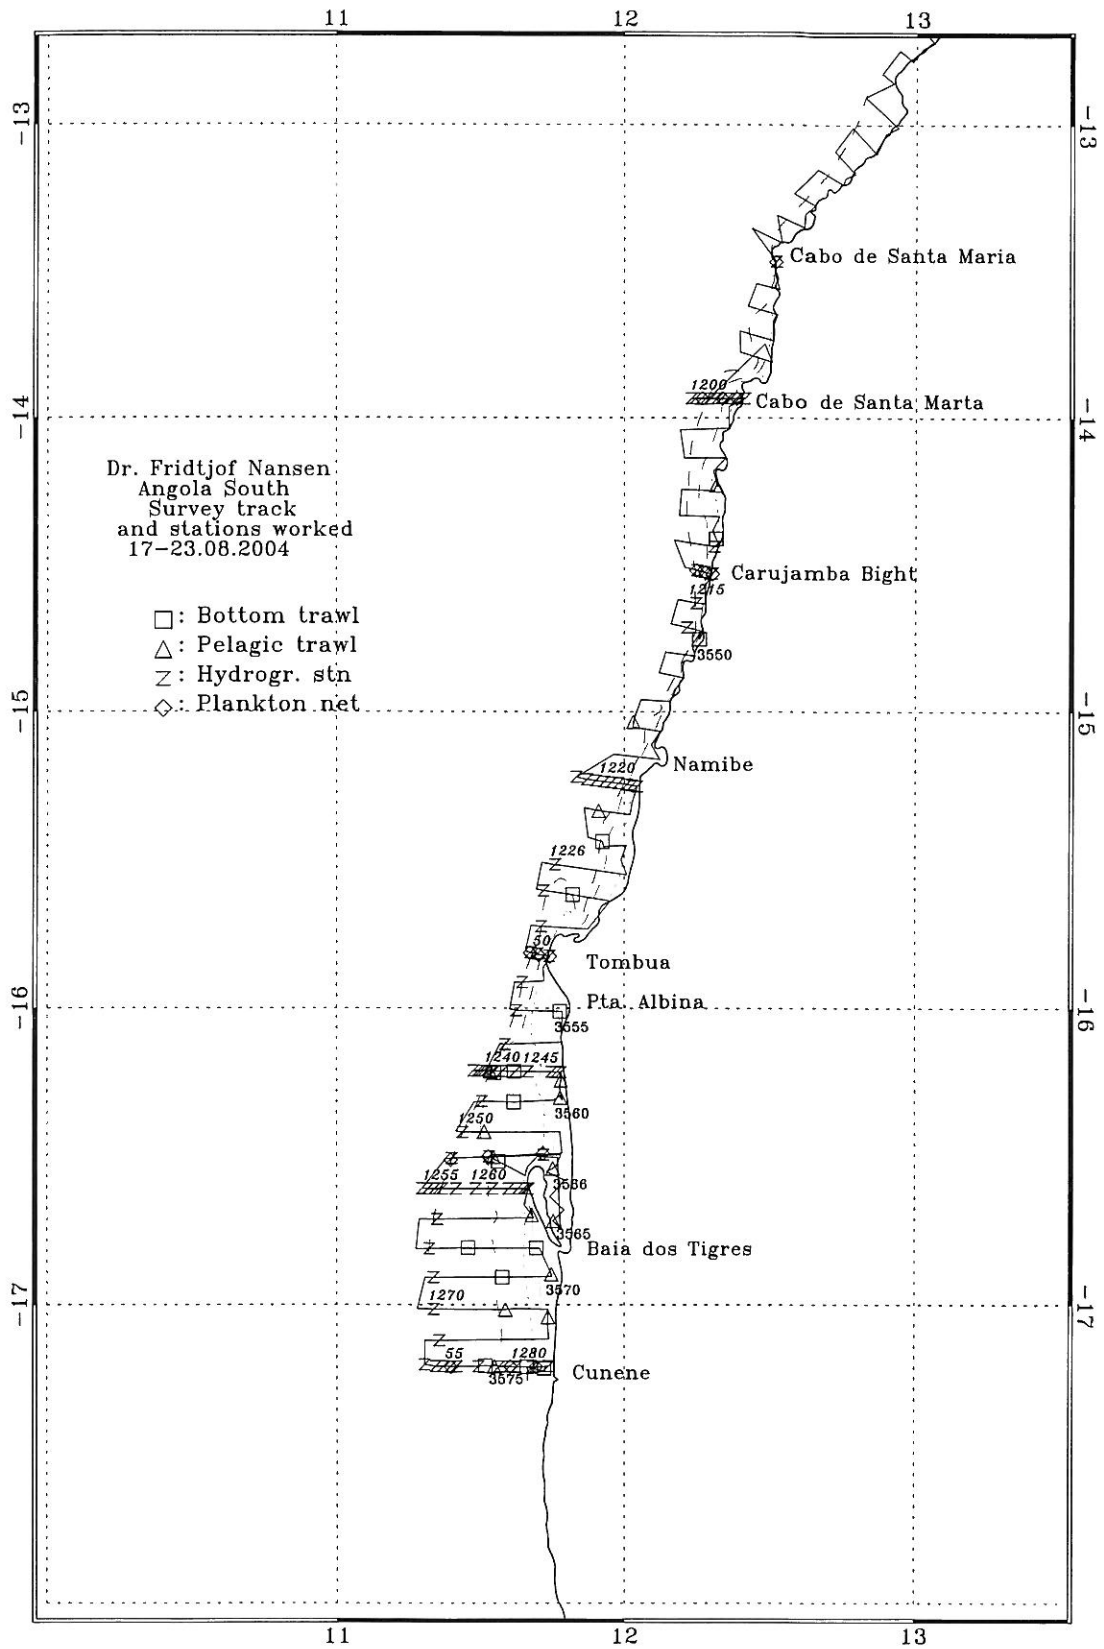 11 12 13
-13 -13
Cabo de Santa Maria
1200
-14 Cabo de Santa Marta -14
Dr. Fridtjof Nansen
Angola South
Survey track
and stations worked
17-23.08.2004
Carujamba Bight
1215
□: Bottom trawl
△: Pelagic trawl
3550
Z: Hydrogr. stn
◇: Plankton net
-15 -15
Namibe
1220
1226
50
Tombua
Pta. Albina
-16 -16
3555
1240 1245
3560
1250
1255 1260
3566
3565
Baia dos Tigres
3570
1270
-17 -17
55 1280
3575
Cunene
11 12 13